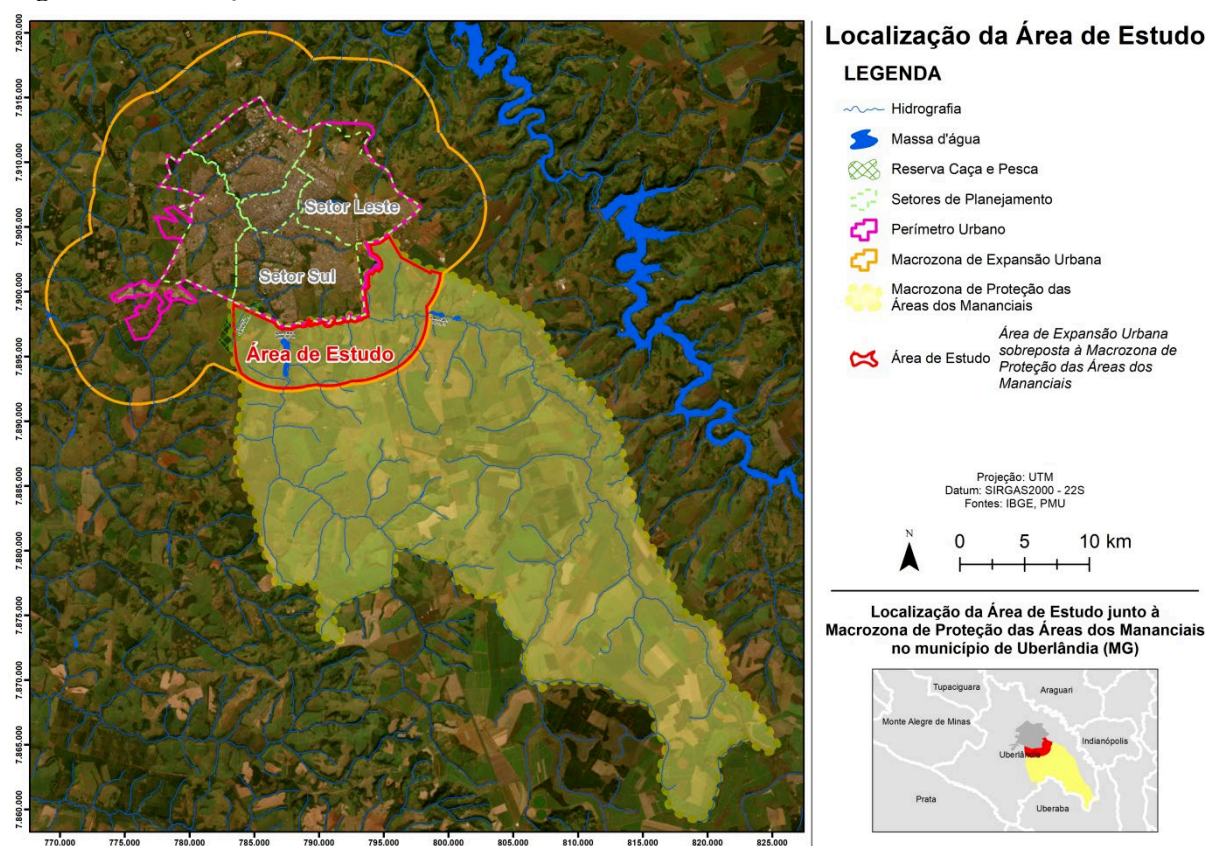 7.920.000
7.915.000
7.910.000
7.905.000
7.900.000
7.895.000
7.890.000
7.885.000
7.880.000
7.875.000
7.870.000
7.865.000
7.860.000
Setor Leste
Setor Sul
Área de Estudo
770.000 775.000 780.000 785.000 790.000 795.000 800.000 805.000 810.000 815.000 820.000 825.000
Localização da Área de Estudo
LEGENDA
Hidrografia
Massa d'água
Reserva Caça e Pesca
Setores de Planejamento
Perímetro Urbano
Macrozona de Expansão Urbana
Macrozona de Proteção das
Áreas dos Mananciais
Área de Estudo
Área de Expansão Urbana
sobreposta à Macrozona de
Proteção das Áreas dos
Mananciais
Projeção: UTM
Datum: SIRGAS2000 - 22S
Fontes: IBGE, PMU
N
0 5 10 km
Localização da Área de Estudo junto à
Macrozona de Proteção das Áreas dos Mananciais
no município de Uberlândia (MG)
Tupaciguara
Araguari
Monte Alegre de Minas
Indianópolis
Uberlândia
Prata
Uberaba